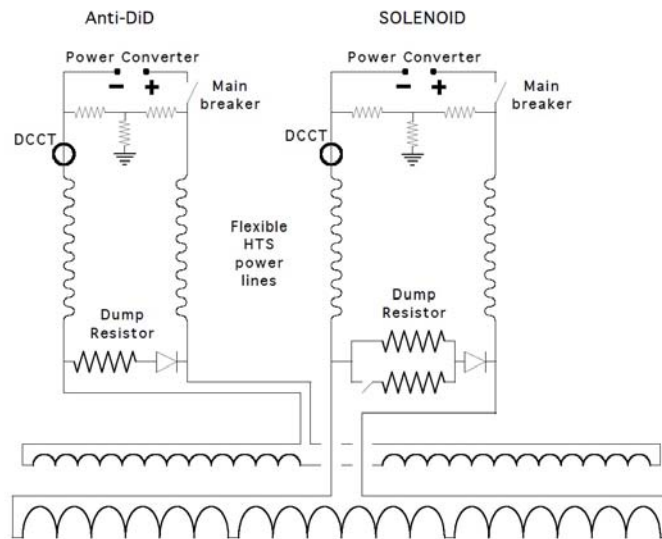 Anti-DiD
SOLENOID
Power Converter
− +
Main
breaker
DCCT
Power Converter
− +
Main
breaker
DCCT
Flexible
HTS
power
lines
Dump
Resistor
Dump
Resistor